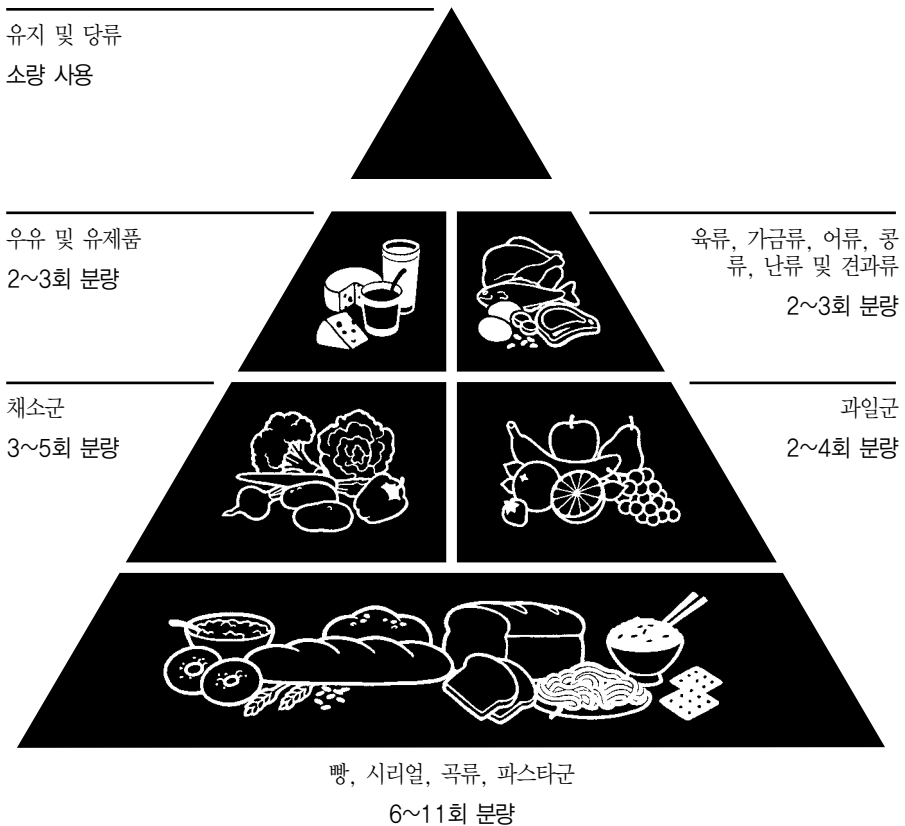 유지 및 당류
소량 사용
우유 및 유제품
2~3회 분량
육류, 가금류, 어류, 콩
류, 난류 및 견과류
2~3회 분량
채소군
3~5회 분량
과일군
2~4회 분량
빵, 시리얼, 곡류, 파스타군
6~11회 분량